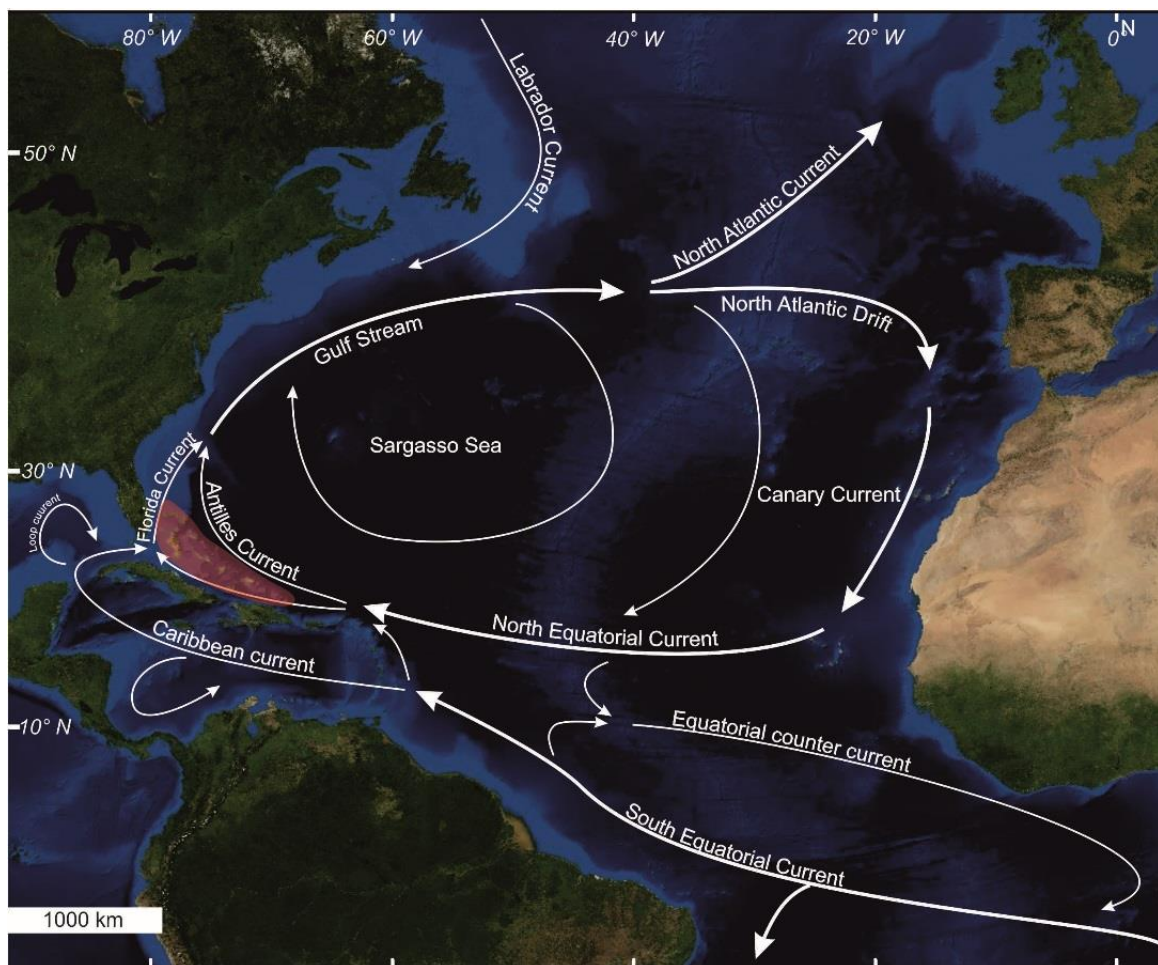 80° W
60° W
40° W
20° W
0°
N
Labrador Current
50° N
North Atlantic Current
North Atlantic Drift
Gulf Stream
Sargasso Sea
30° N
Florida Current
Canary Current
Loop cuurent
Antilles Current
North Equatorial Current
Caribbean current
10° N
Equatorial counter current
South Equatorial Current
1000 km